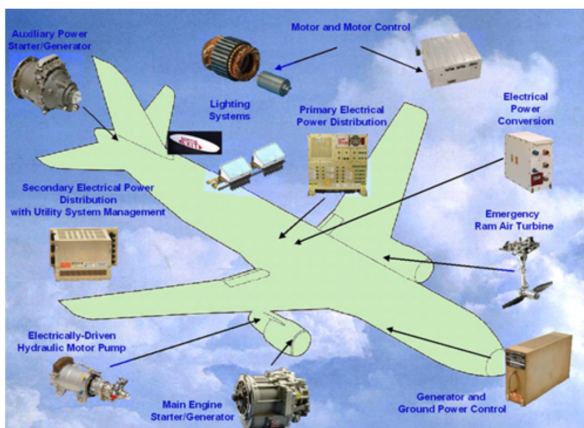 Auxiliary Power
Starter/Generator
Motor and Motor Control
Lighting
Systems
Primary Electrical
Power Distribution
Electrical
Power
Conversion
Secondary Electrical Power
Distribution
with Utility System Management
Emergency
Ram Air Turbine
Electrically-Driven
Hydraulic Motor Pump
Main Engine
Starter/Generator
Generator and
Ground Power Control